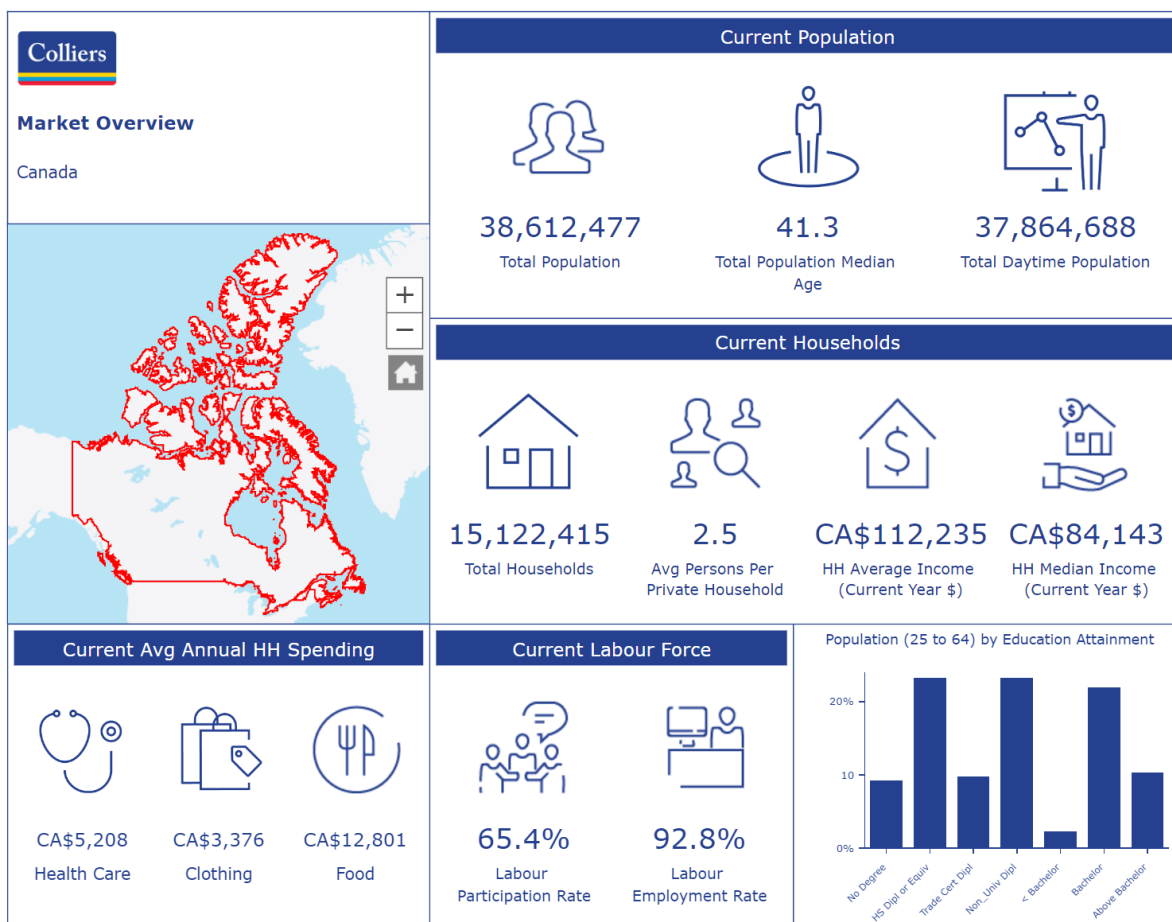 Colliers
Market Overview
Canada
+
−
Current Population
38,612,477
Total Population
41.3
Total Population Median
Age
37,864,688
Total Daytime Population
Current Households
$
$
15,122,415
Total Households
2.5
Avg Persons Per
Private Household
CA$112,235
HH Average Income
(Current Year $)
CA$84,143
HH Median Income
(Current Year $)
Current Avg Annual HH Spending
CA$5,208
Health Care
CA$3,376
Clothing
CA$12,801
Food
Current Labour Force
65.4%
Labour
Participation Rate
92.8%
Labour
Employment Rate
Population (25 to 64) by Education Attainment
20%
10
0%
No Degree
HS Dipl or Equiv
Trade Cert Dipl
Non_Univ Dipl
< Bachelor
Bachelor
Above Bachelor